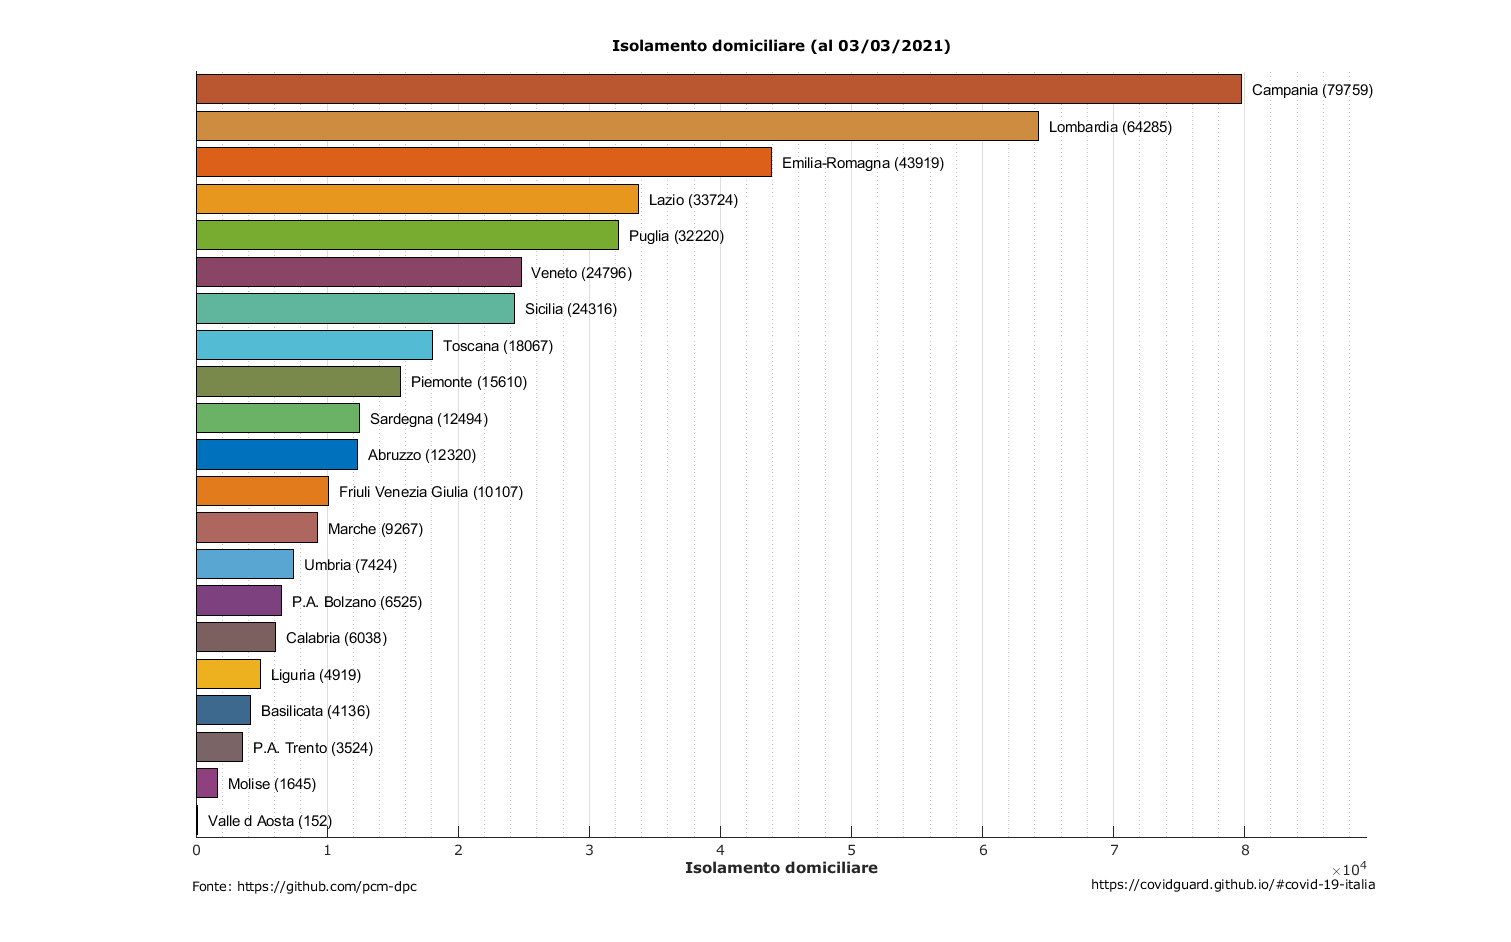 Isolamento domiciliare (al 03/03/2021)
Campania (79759)
Lombardia (64285)
Emilia-Romagna (43919)
Lazio (33724)
Puglia (32220)
Veneto (24796)
Sicilia (24316)
Toscana (18067)
Piemonte (15610)
Sardegna (12494)
Abruzzo (12320)
Friuli Venezia Giulia (10107)
Marche (9267)
Umbria (7424)
P.A. Bolzano (6525)
Calabria (6038)
Liguria (4919)
Basilicata (4136)
P.A. Trento (3524)
Molise (1645)
Valle d Aosta (152)
0 1 2 3 4 5 6 7 8
×10⁴
Isolamento domiciliare
Fonte: https://github.com/pcm-dpc
https://covidguard.github.io/#covid-19-italia